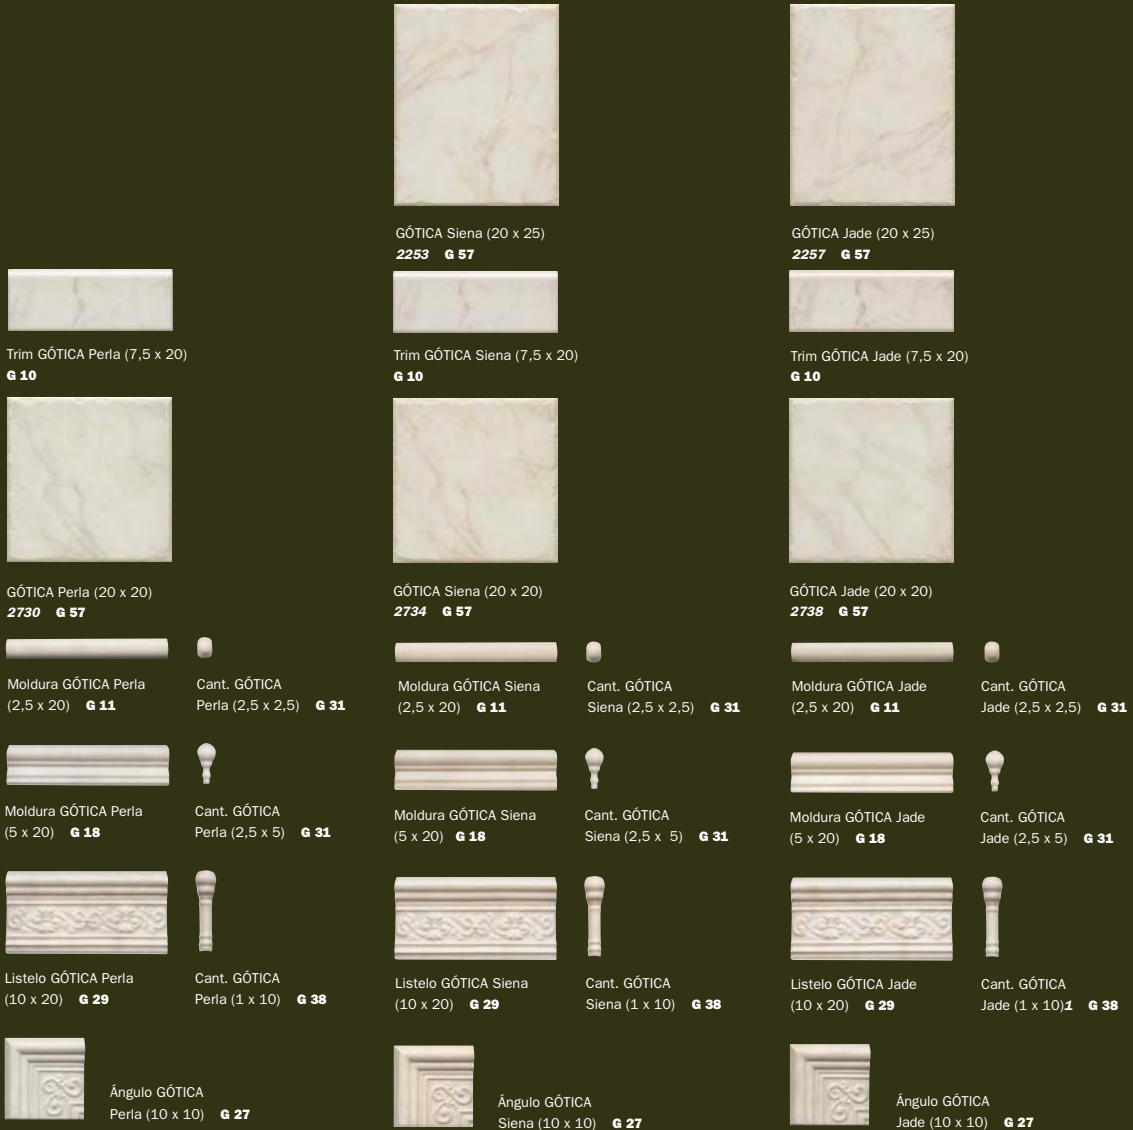 GÓTICA Siena (20 x 25)
2253 G 57
GÓTICA Jade (20 x 25)
2257 G 57
Trim GÓTICA Perla (7,5 x 20)
G 10
Trim GÓTICA Siena (7,5 x 20)
G 10
Trim GÓTICA Jade (7,5 x 20)
G 10
GÓTICA Perla (20 x 20)
2730 G 57
GÓTICA Siena (20 x 20)
2734 G 57
GÓTICA Jade (20 x 20)
2738 G 57
Moldura GÓTICA Perla
(2,5 x 20) G 11
Cant. GÓTICA
Perla (2,5 x 2,5) G 31
Moldura GÓTICA Siena
(2,5 x 20) G 11
Cant. GÓTICA
Siena (2,5 x 2,5) G 31
Moldura GÓTICA Jade
(2,5 x 20) G 11
Cant. GÓTICA
Jade (2,5 x 2,5) G 31
Moldura GÓTICA Perla
(5 x 20) G 18
Cant. GÓTICA
Perla (2,5 x 5) G 31
Moldura GÓTICA Siena
(5 x 20) G 18
Cant. GÓTICA
Siena (2,5 x 5) G 31
Moldura GÓTICA Jade
(5 x 20) G 18
Cant. GÓTICA
Jade (2,5 x 5) G 31
Listelo GÓTICA Perla
(10 x 20) G 29
Cant. GÓTICA
Perla (1 x 10) G 38
Listelo GÓTICA Siena
(10 x 20) G 29
Cant. GÓTICA
Siena (1 x 10) G 38
Listelo GÓTICA Jade
(10 x 20) G 29
Cant. GÓTICA
Jade (1 x 10)1 G 38
Ángulo GÓTICA
Perla (10 x 10) G 27
Ángulo GÓTICA
Siena (10 x 10) G 27
Ángulo GÓTICA
Jade (10 x 10) G 27